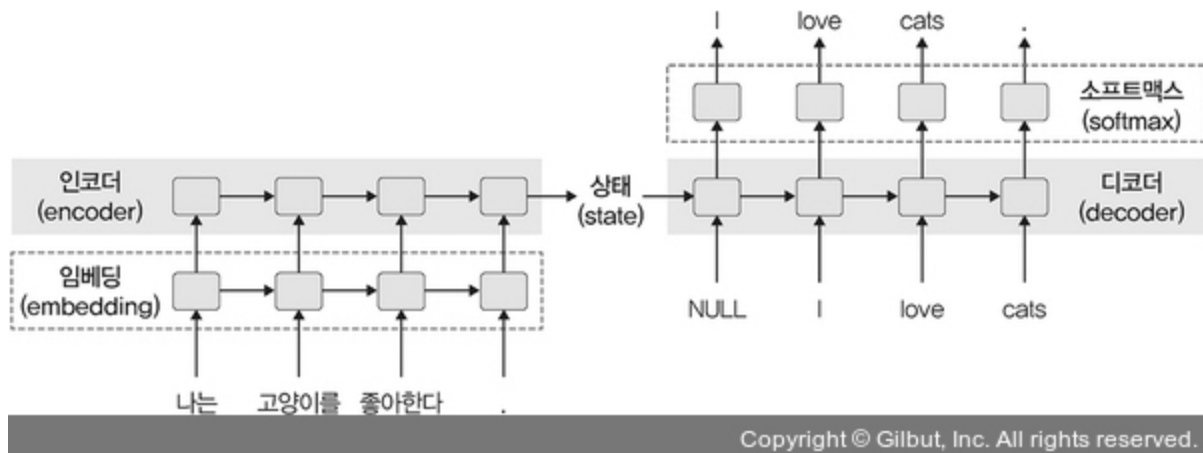 I love cats .
소프트맥스
(softmax)
인코더
(encoder)
상태
(state)
디코더
(decoder)
임베딩
(embedding)
NULL I love cats
나는 고양이를 좋아한다 .
Copyright © Gilbut, Inc. All rights reserved.